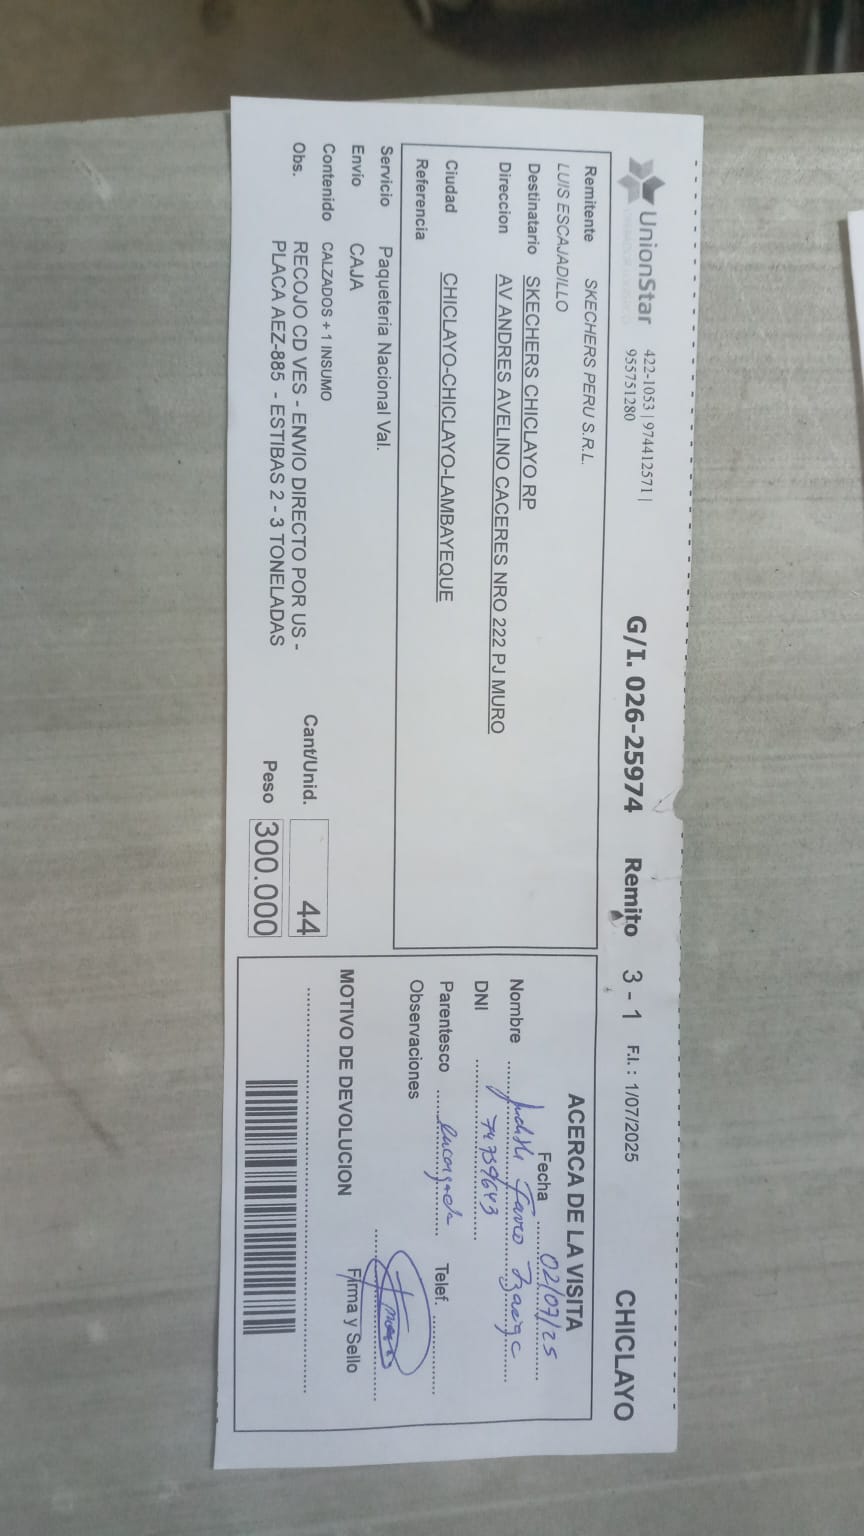 UnionStar 422-1053 | 974412571 |
955751280
G/I. 026-25974 Remito 3 - 1 F.I. : 1/07/2025 CHICLAYO
Remitente SKECHERS PERU S.R.L.
LUIS ESCAJADILLO
Destinatario SKECHERS CHICLAYO RP
Direccion AV ANDRES AVELINO CACERES NRO 222 PJ MURO
Ciudad CHICLAYO-CHICLAYO-LAMBAYEQUE
Referencia
Servicio Paqueteria Nacional Val.
Envio CAJA
Contenido CALZADOS + 1 INSUMO
Obs. RECOJO CD VES - ENVIO DIRECTO POR US -
PLACA AEZ-885 - ESTIBAS 2 - 3 TONELADAS
Cant/Unid. 44
Peso 300.000
ACERCA DE LA VISITA
Fecha 02/07/25
Nombre Judith
DNI 74759643
Parentesco encargada Telef.
Observaciones
MOTIVO DE DEVOLUCION
Firma y Sello